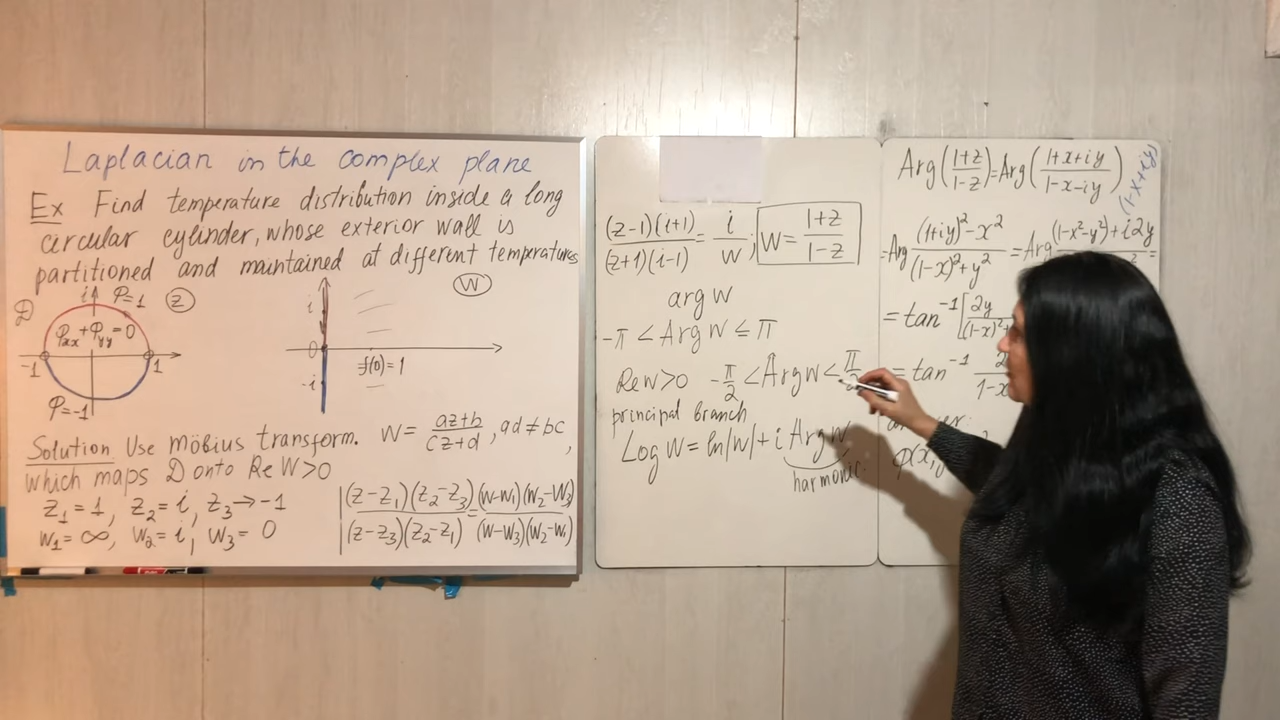 Laplacian in the complex plane
Ex Find temperature distribution inside a long
circular cylinder, whose exterior wall is
partitioned and maintained at different temperatures
D i φ=1 z
φxx + φyy = 0
-1 1
φ=-1
w
i
0
-i
f(0)=1
Solution Use möbius transform. w = (az+b)/(cz+d), ad≠bc,
which maps D onto Re W>0
z₁=1, z₂=i, z₃→-1
w₁=∞, w₂=i, w₃=0
(z-z₁)(z₂-z₃)/(z-z₃)(z₂-z₁) = (w-w₁)(w₂-w₃)/(w-w₃)(w₂-w₁)
(z-1)(i+1)/(z+1)(i-1) = i/w; w = (1+z)/(1-z)
arg w
-π < Arg w ≤ π
Re w>0 -π/2 < Arg w < π/2
principal branch
Log w = ln|w| + i Arg w
harmonic
Arg((1+z)/(1-z)) = Arg((1+x+iy)/(1-x-iy))
(1-x+iy)
= Arg ((1+iy)²-x²)/((1-x)²+y²) = Arg (1-x²-y²)+i2y
= tan⁻¹[2y
(1-x)²
= tan⁻¹ 2
1-x
φ(x,y